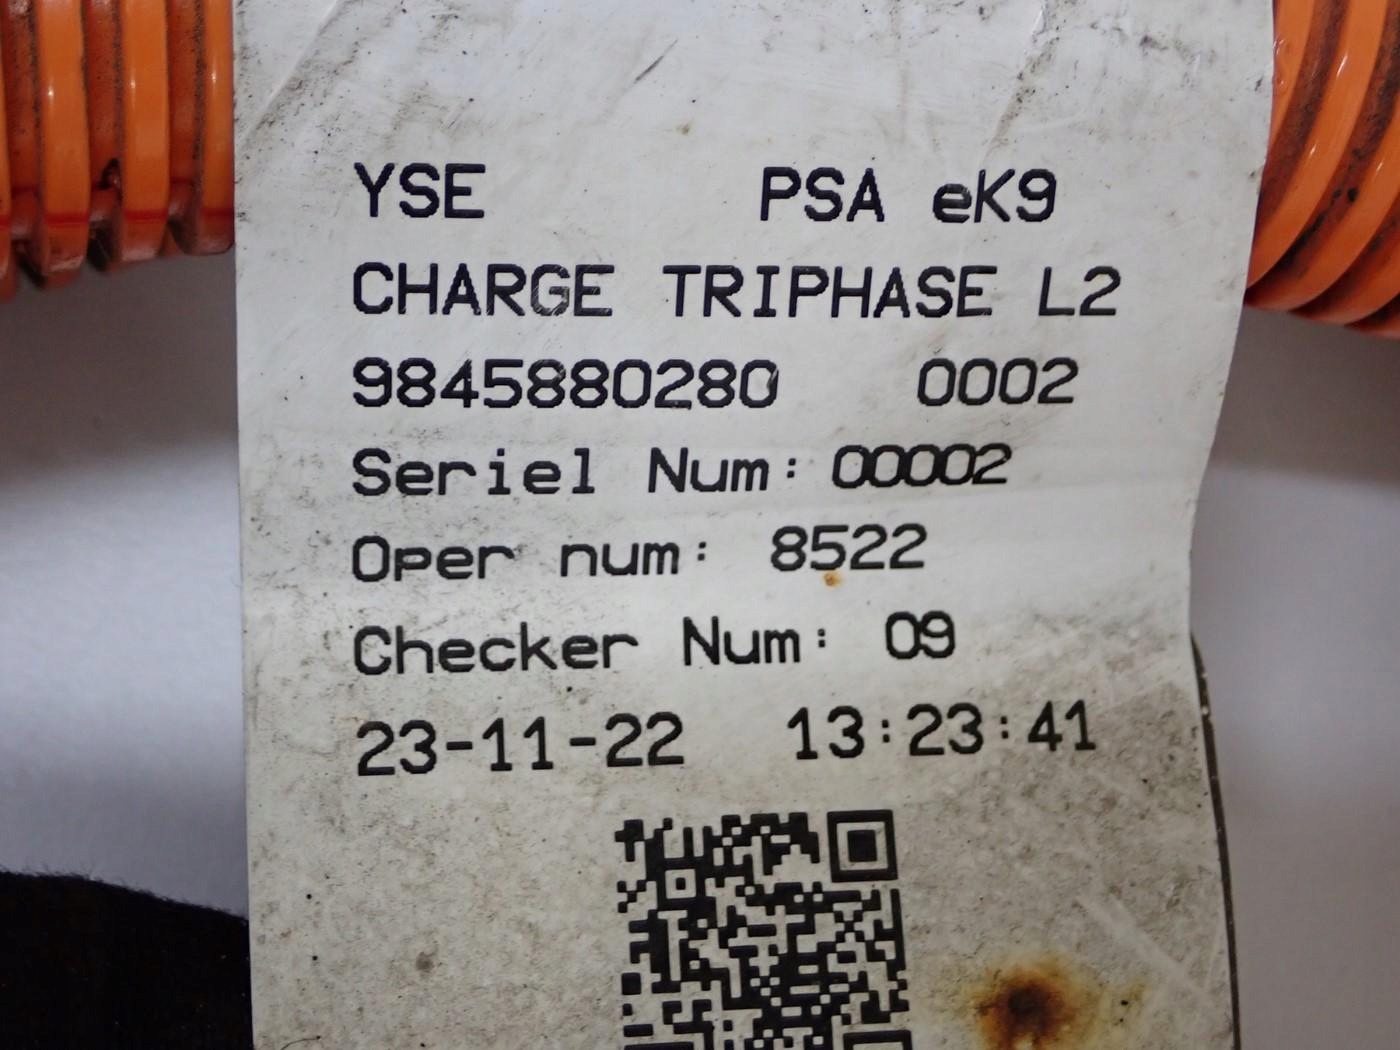 YSE PSA eK9
CHARGE TRIPHASE L2
9845880280 0002
Seriel Num: 00002
Oper num: 8522
Checker Num: 09
23-11-22 13:23:41